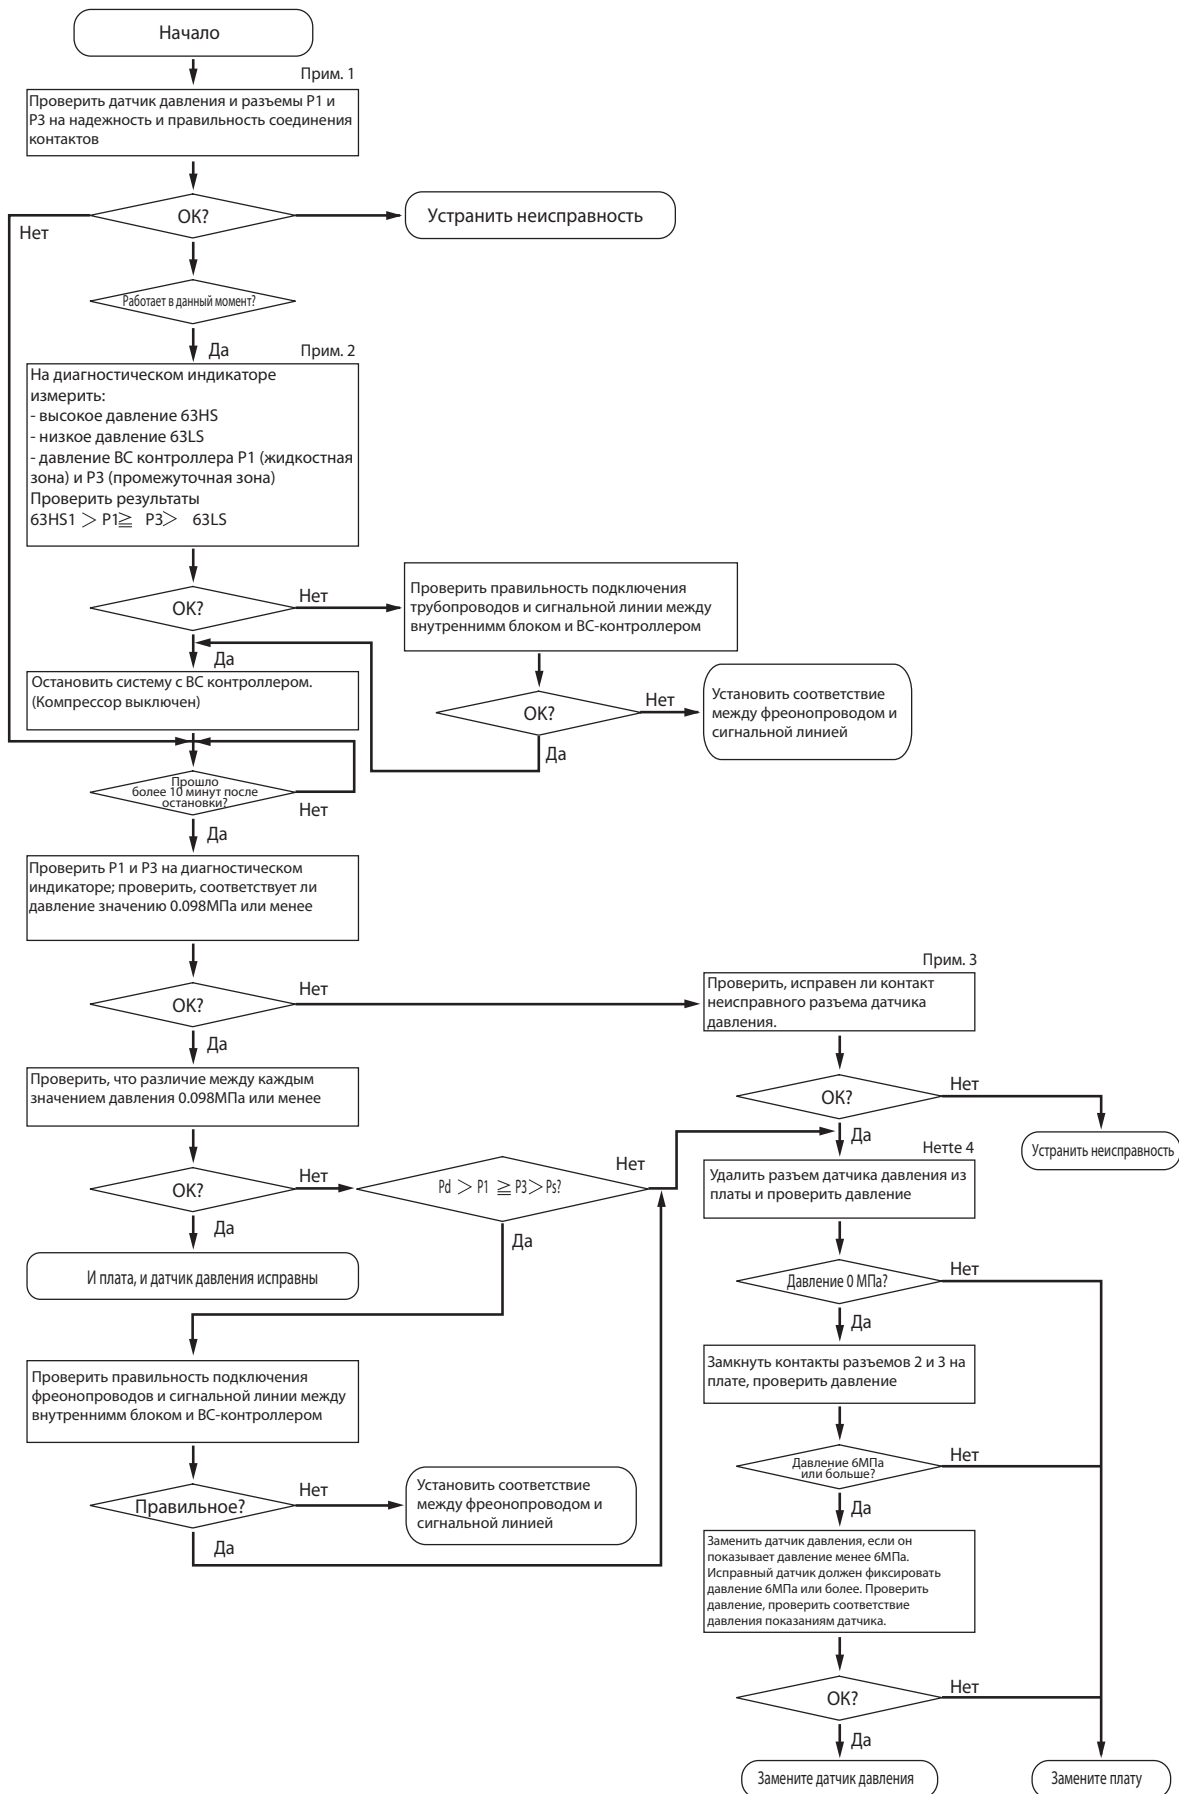 Начало
Прим. 1
Проверить датчик давления и разъемы P1 и
P3 на надежность и правильность соединения
контактов
OK?
Устранить неисправность
Нет
Работает в данный момент?
Да
Прим. 2
На диагностическом индикаторе
измерить:
- высокое давление 63HS
- низкое давление 63LS
- давление BC контроллера P1 (жидкостная
зона) и P3 (промежуточная зона)
Проверить результаты
63HS1 > P1≧ P3> 63LS
OK?
Нет
Проверить правильность подключения
трубопроводов и сигнальной линии между
внутреннимм блоком и BC-контроллером
Да
Остановить систему с BC контроллером.
(Компрессор выключен)
OK?
Нет
Установить соответствие
между фреонопроводом и
сигнальной линией
Да
Прошло
более 10 минут после
остановки?
Нет
Да
Проверить P1 и P3 на диагностическом
индикаторе; проверить, соответствует ли
давление значению 0.098МПа или менее
OK?
Нет
Прим. 3
Проверить, исправен ли контакт
неисправного разъема датчика
давления.
Да
Проверить, что различие между каждым
значением давления 0.098МПа или менее
OK?
Нет
Устранить неисправность
Да
Нетte 4
Удалить разъем датчика давления из
платы и проверить давление
OK?
Нет
Pd > P1 ≧ P3> Ps?
Нет
Да
И плата, и датчик давления исправны
Да
Давление 0 МПа?
Нет
Да
Проверить правильность подключения
фреонопроводов и сигнальной линии между
внутреннимм блоком и BC-контроллером
Замкнуть контакты разъемов 2 и 3 на
плате, проверить давление
Давление 6МПа
или больше?
Нет
Да
Правильное?
Нет
Установить соответствие
между фреонопроводом и
сигнальной линией
Да
Заменить датчик давления, если он
показывает давление менее 6МПа.
Исправный датчик должен фиксировать
давление 6МПа или более. Проверить
давление, проверить соответствие
давления показаниям датчика.
OK?
Нет
Да
Замените датчик давления
Замените плату